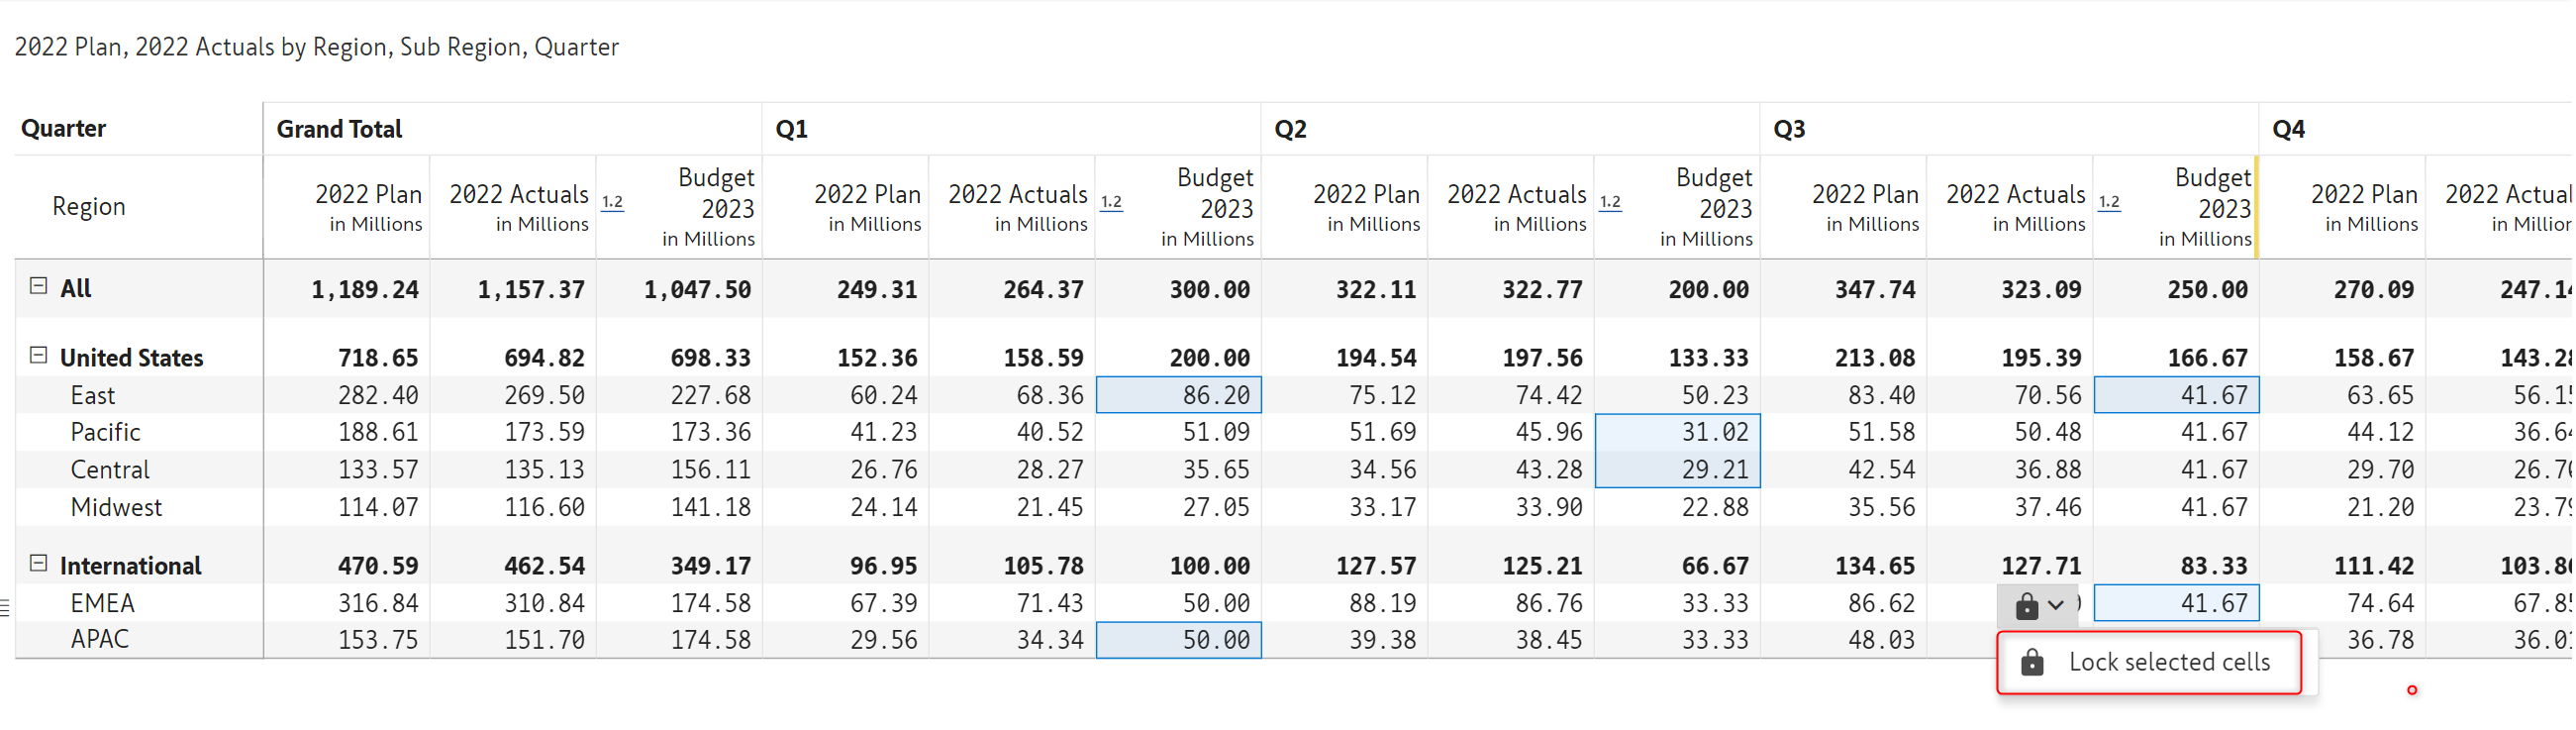 2022 Plan, 2022 Actuals by Region, Sub Region, Quarter
Quarter Grand Total Q1 Q2 Q3 Q4
Region 2022 Plan in Millions 2022 Actuals in Millions 1.2 Budget 2023 in Millions 2022 Plan in Millions 2022 Actuals in Millions 1.2 Budget 2023 in Millions 2022 Plan in Millions 2022 Actuals in Millions 1.2 Budget 2023 in Millions 2022 Plan in Millions 2022 Actuals in Millions 1.2 Budget 2023 in Millions 2022 Plan in Millions 2022
All 1,189.24 1,157.37 1,047.50 249.31 264.37 300.00 322.11 322.77 200.00 347.74 323.09 250.00 270.09 247.14
United States 718.65 694.82 698.33 152.36 158.59 200.00 194.54 197.56 133.33 213.08 195.39 166.67 158.67 143.28
East 282.40 269.50 227.68 60.24 68.36 86.20 75.12 74.42 50.23 83.40 70.56 41.67 63.65 56.15
Pacific 188.61 173.59 173.36 41.23 40.52 51.09 51.69 45.96 31.02 51.58 50.48 41.67 44.12 36.64
Central 133.57 135.13 156.11 26.76 28.27 35.65 34.56 43.28 29.21 42.54 36.88 41.67 29.70 26.70
Midwest 114.07 116.60 141.18 24.14 21.45 27.05 33.17 33.90 22.88 35.56 37.46 41.67 21.20 23.79
International 470.59 462.54 349.17 96.95 105.78 100.00 127.57 125.21 66.67 134.65 127.71 83.33 111.42 103.86
EMEA 316.84 310.84 174.58 67.39 71.43 50.00 88.19 86.76 33.33 86.62 41.67 74.64 67.85
APAC 153.75 151.70 174.58 29.56 34.34 50.00 39.38 38.45 33.33 48.03 36.78 36.01
Lock selected cells